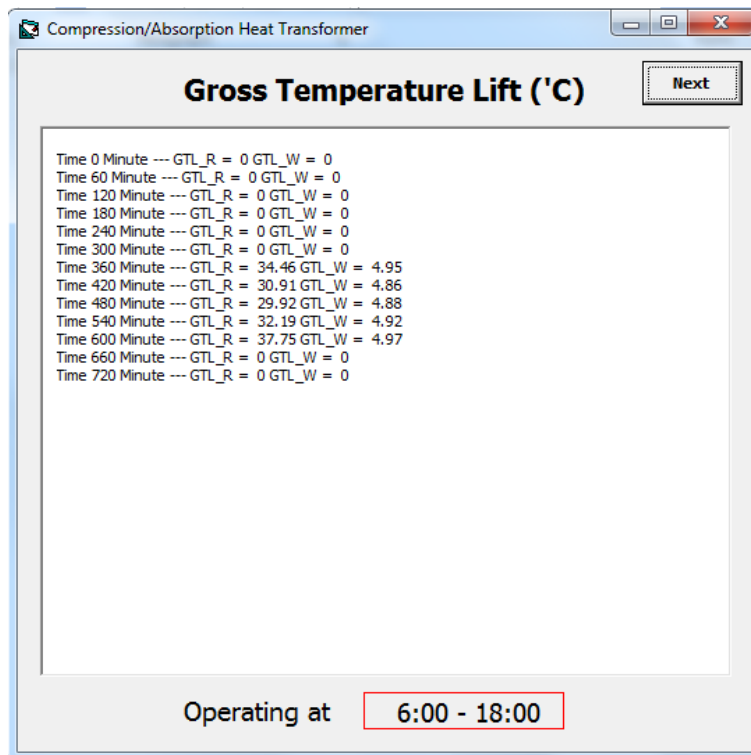 Compression/Absorption Heat Transformer
Gross Temperature Lift ('C)
Next
Time 0 Minute --- GTL_R = 0 GTL_W = 0
Time 60 Minute --- GTL_R = 0 GTL_W = 0
Time 120 Minute --- GTL_R = 0 GTL_W = 0
Time 180 Minute --- GTL_R = 0 GTL_W = 0
Time 240 Minute --- GTL_R = 0 GTL_W = 0
Time 300 Minute --- GTL_R = 0 GTL_W = 0
Time 360 Minute --- GTL_R = 34.46 GTL_W = 4.95
Time 420 Minute --- GTL_R = 30.91 GTL_W = 4.86
Time 480 Minute --- GTL_R = 29.92 GTL_W = 4.88
Time 540 Minute --- GTL_R = 32.19 GTL_W = 4.92
Time 600 Minute --- GTL_R = 37.75 GTL_W = 4.97
Time 660 Minute --- GTL_R = 0 GTL_W = 0
Time 720 Minute --- GTL_R = 0 GTL_W = 0
Operating at 6:00 - 18:00